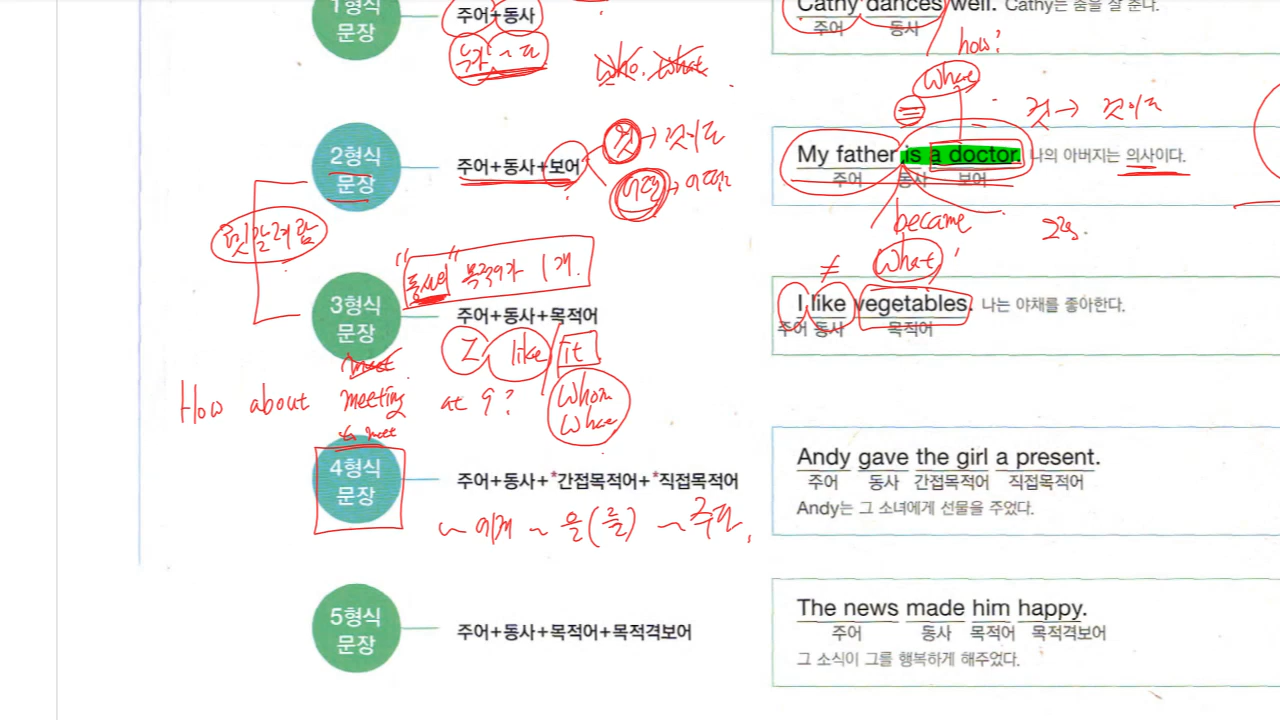 1형식
문장
주어+동사
누가 ~다
Who. What
Cathy dances well. Cathy는 춤을 잘 춘다.
주어 동사
how?
What
=
것 → 것이다
2형식
문장
주어+동사+보어
것 → 것이다
My father is a doctor. 나의 아버지는 의사이다.
주어 동사 보어
became
헷갈려함
"동사의" 목적어가 1개.
≠
What
3형식
문장
주어+동사+목적어
I like vegetables. 나는 야채를 좋아한다.
주어 동사 목적어
I like it
Whom
What
meet
How about meeting at 9?
4형식
문장
주어+동사+*간접목적어+*직접목적어
~에게 ~을(를) ~주다.
Andy gave the girl a present.
주어 동사 간접목적어 직접목적어
Andy는 그 소녀에게 선물을 주었다.
5형식
문장
주어+동사+목적어+목적격보어
The news made him happy.
주어 동사 목적어 목적격보어
그 소식이 그를 행복하게 해주었다.